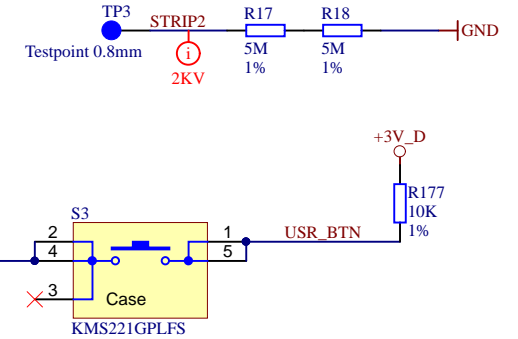 TP3
STRIP2
R17
R18
GND
Testpoint 0.8mm
i
5M
5M
2KV
1%
1%
+3V_D
R177
10K
1%
S3
2
1
USR_BTN
4
5
3
Case
KMS221GPLFS